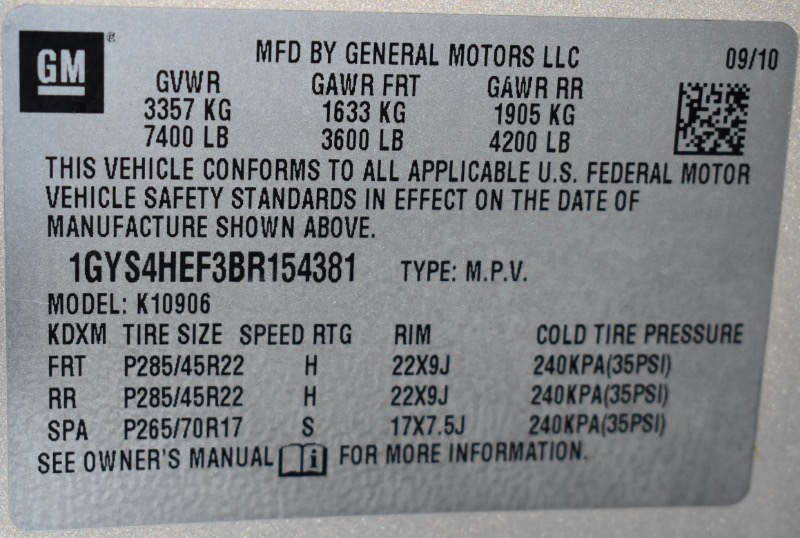 GM®
MFD BY GENERAL MOTORS LLC 09/10
GVWR GAWR FRT GAWR RR
3357 KG 1633 KG 1905 KG
7400 LB 3600 LB 4200 LB
THIS VEHICLE CONFORMS TO ALL APPLICABLE U.S. FEDERAL MOTOR
VEHICLE SAFETY STANDARDS IN EFFECT ON THE DATE OF
MANUFACTURE SHOWN ABOVE.
1GYS4HEF3BR154381 TYPE: M.P.V.
MODEL: K10906
KDXM TIRE SIZE SPEED RTG RIM COLD TIRE PRESSURE
FRT P285/45R22 H 22X9J 240KPA(35PSI)
RR P285/45R22 H 22X9J 240KPA(35PSI)
SPA P265/70R17 S 17X7.5J 240KPA(35PSI)
SEE OWNER'S MANUAL i FOR MORE INFORMATION.